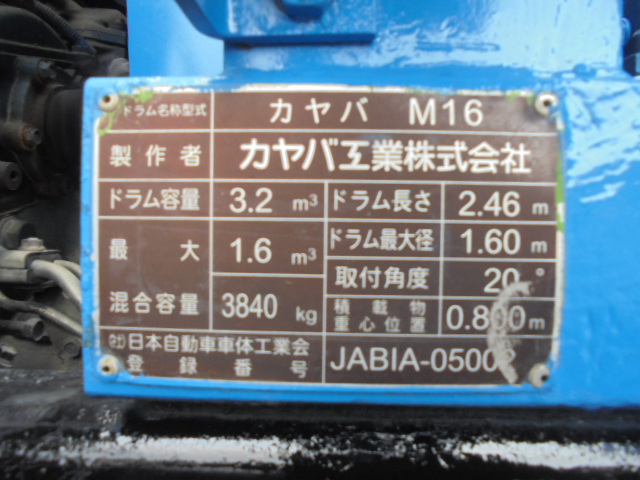 ドラム名称型式 カヤバ M16
製作者 カヤバ工業株式会社
ドラム容量 3.2 m³ ドラム長さ 2.46 m
最大 1.6 m³ ドラム最大径 1.60 m
取付角度 20°
混合容量 3840 kg 積載物重心位置 0.800m
(社)日本自動車車体工業会
登録番号 JABIA-05002